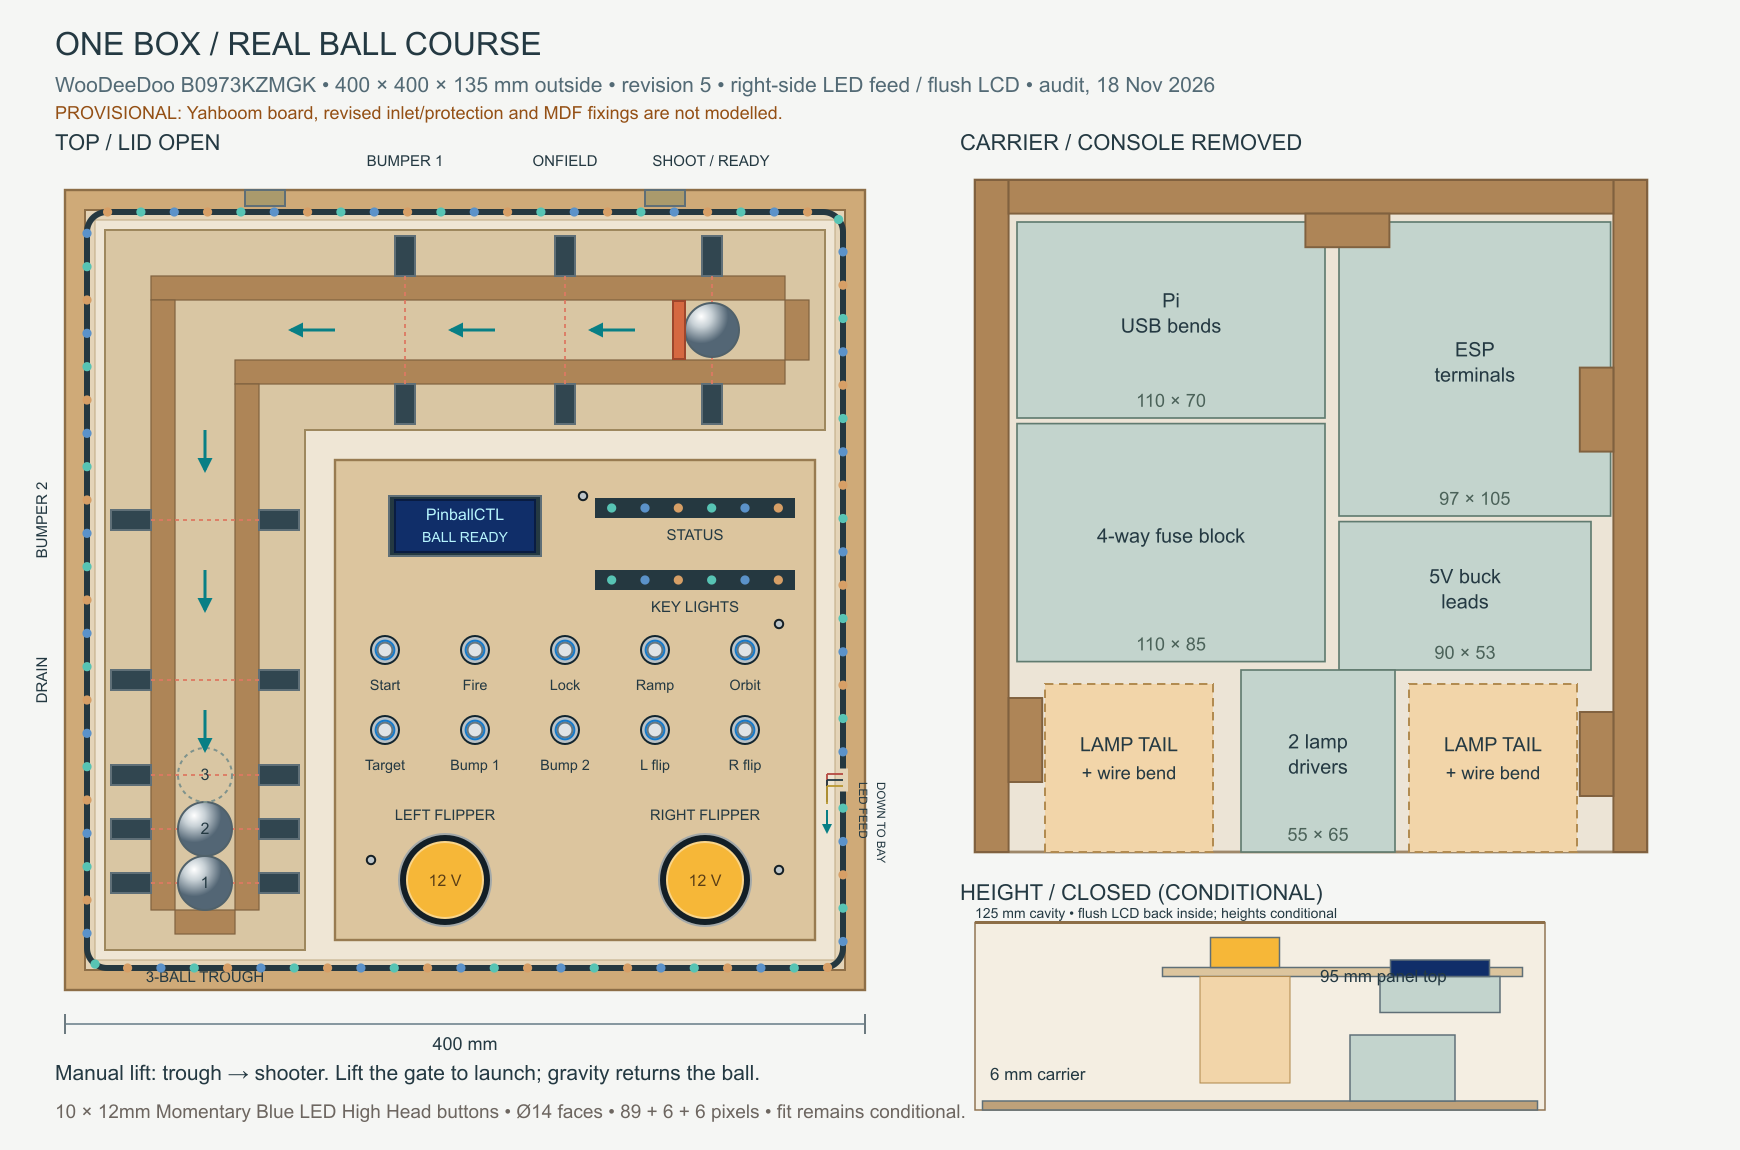 ONE BOX / REAL BALL COURSE
WooDeeDoo B0973KZMGK • 400 × 400 × 135 mm outside • revision 5 • right-side LED feed / flush LCD • audit, 18 Nov 2026
PROVISIONAL: Yahboom board, revised inlet/protection and MDF fixings are not modelled.
TOP / LID OPEN
BUMPER 1
ONFIELD
SHOOT / READY
BUMPER 2
DRAIN
PinballCTL
BALL READY
STATUS
KEY LIGHTS
Start
Fire
Lock
Ramp
Orbit
Target
Bump 1
Bump 2
L flip
R flip
3
2
1
LEFT FLIPPER
RIGHT FLIPPER
12 V
12 V
LED FEED
DOWN TO BAY
3-BALL TROUGH
400 mm
Manual lift: trough → shooter. Lift the gate to launch; gravity returns the ball.
10 × 12mm Momentary Blue LED High Head buttons • Ø14 faces • 89 + 6 + 6 pixels • fit remains conditional.
CARRIER / CONSOLE REMOVED
Pi
USB bends
110 × 70
ESP
terminals
97 × 105
4-way fuse block
110 × 85
5V buck
leads
90 × 53
LAMP TAIL
+ wire bend
2 lamp
drivers
55 × 65
LAMP TAIL
+ wire bend
HEIGHT / CLOSED (CONDITIONAL)
125 mm cavity • flush LCD back inside; heights conditional
95 mm panel top
6 mm carrier